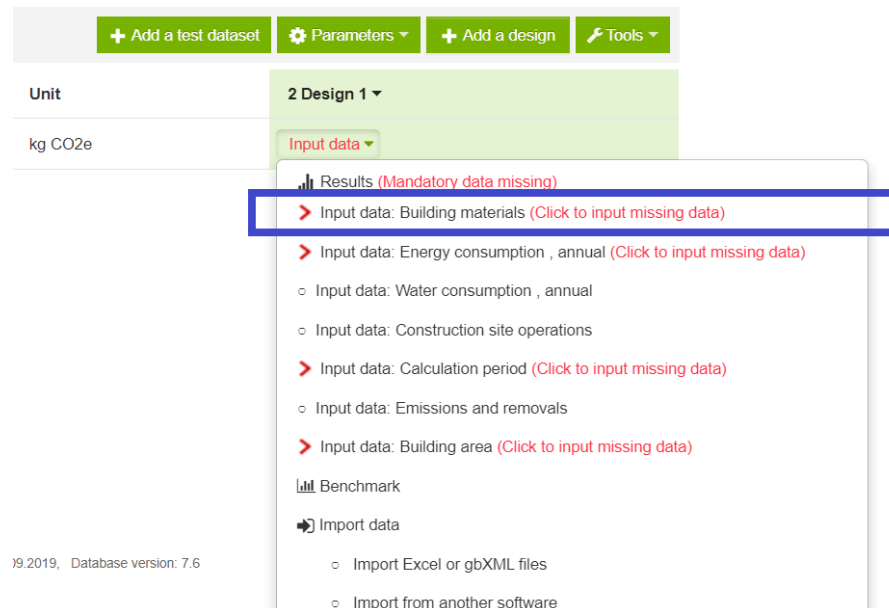 Add a test dataset Parameters Add a design Tools
Unit 2 Design 1
kg CO2e Input data
Results (Mandatory data missing)
Input data: Building materials (Click to input missing data)
Input data: Energy consumption , annual (Click to input missing data)
Input data: Water consumption , annual
Input data: Construction site operations
Input data: Calculation period (Click to input missing data)
Input data: Emissions and removals
Input data: Building area (Click to input missing data)
Benchmark
Import data
09.2019, Database version: 7.6
Import Excel or gbXML files
Import from another software